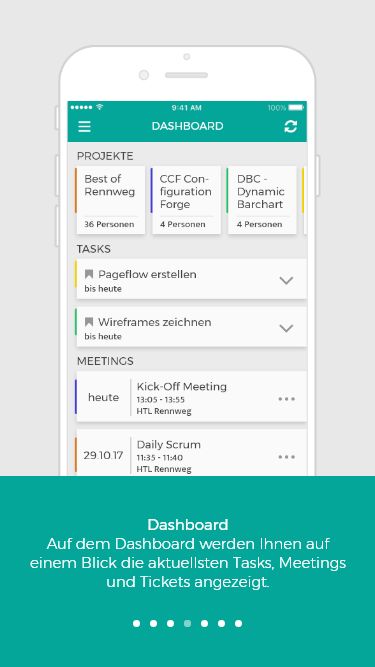 9:41 AM
100%
DASHBOARD
PROJEKTE
Best of
Rennweg
36 Personen
CCF Con-
figuration
Forge
4 Personen
DBC -
Dynamic
Barchart
4 Personen
TASKS
Pageflow erstellen
bis heute
Wireframes zeichnen
bis heute
MEETINGS
heute
Kick-Off Meeting
13:05 - 13:55
HTL Rennweg
29.10.17
Daily Scrum
11:35 - 11:40
HTL Rennweg
Dashboard
Auf dem Dashboard werden Ihnen auf
einem Blick die aktuellsten Tasks, Meetings
und Tickets angezeigt.